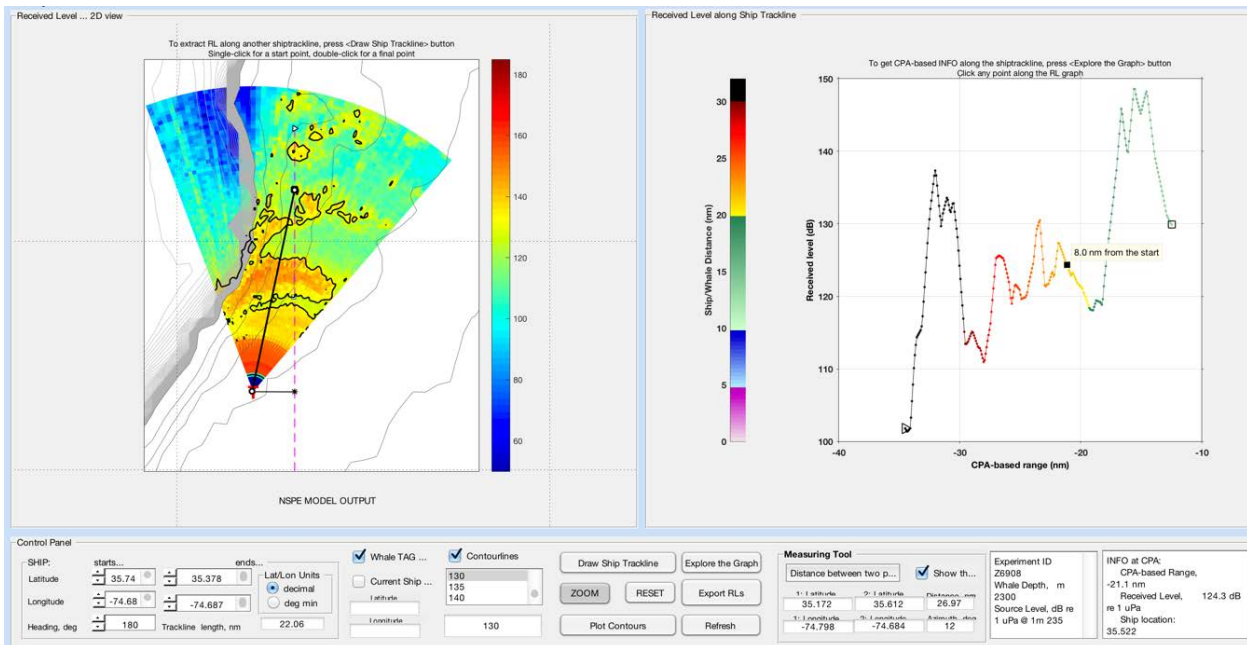 Received Level ... 2D view
To extract RL along another shiptrackline, press <Draw Ship Trackline> button
Single-click for a start point, double-click for a final point
180
160
140
120
100
80
60
NSPE MODEL OUTPUT
Received Level along Ship Trackline
To get CPA-based INFO along the shiptrackline, press <Explore the Graph> button
Click any point along the RL graph
Ship/Whale Distance (nm)
30
25
20
15
10
5
0
Received level (dB)
150
140
130
120
110
100
8.0 nm from the start
-40
-30
-20
-10
CPA-based range (nm)
Control Panel
SHIP:
starts...
ends...
Latitude
35.74
35.378
Longitude
-74.68
-74.687
Heading, deg
180
Trackline length, nm
22.06
Lat/Lon Units
decimal
deg min
Whale TAG ...
Current Ship ...
Latitude
Longitude
Contourlines
130
135
140
130
Draw Ship Trackline
Explore the Graph
ZOOM
RESET
Export RLs
Plot Contours
Refresh
Measuring Tool
Distance between two p...
Show th...
1: Latitude
2: Latitude
Distance, nm
35.172
35.612
26.97
1: Longitude
2: Longitude
Azimuth, deg
-74.798
-74.684
12
Experiment ID
Z6908
Whale Depth, m
2300
Source Level, dB re
1 uPa @ 1m 235
INFO at CPA:
CPA-based Range,
-21.1 nm
Received Level, 124.3 dB
re 1 uPa
Ship location:
35.522